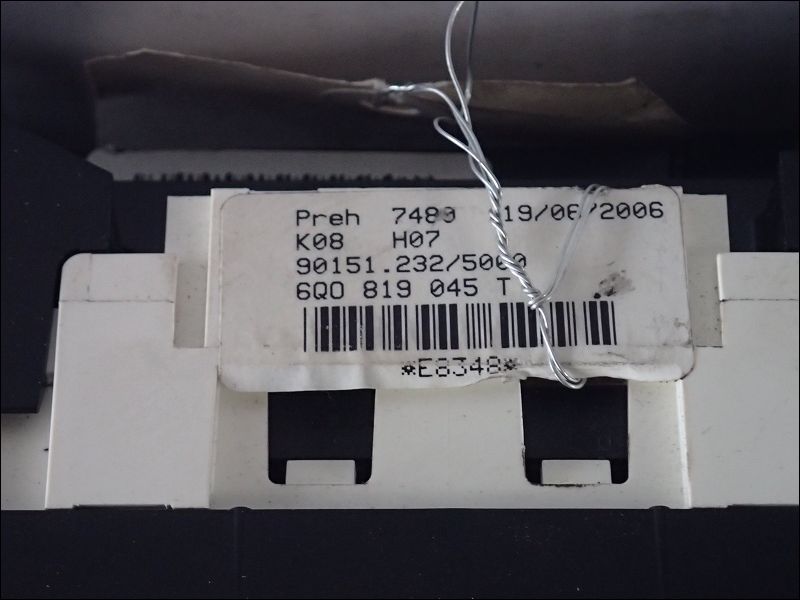 Preh 7480 19/06/2006
K08 H07
90151.232/5000
6Q0 819 045 T
*E8348*